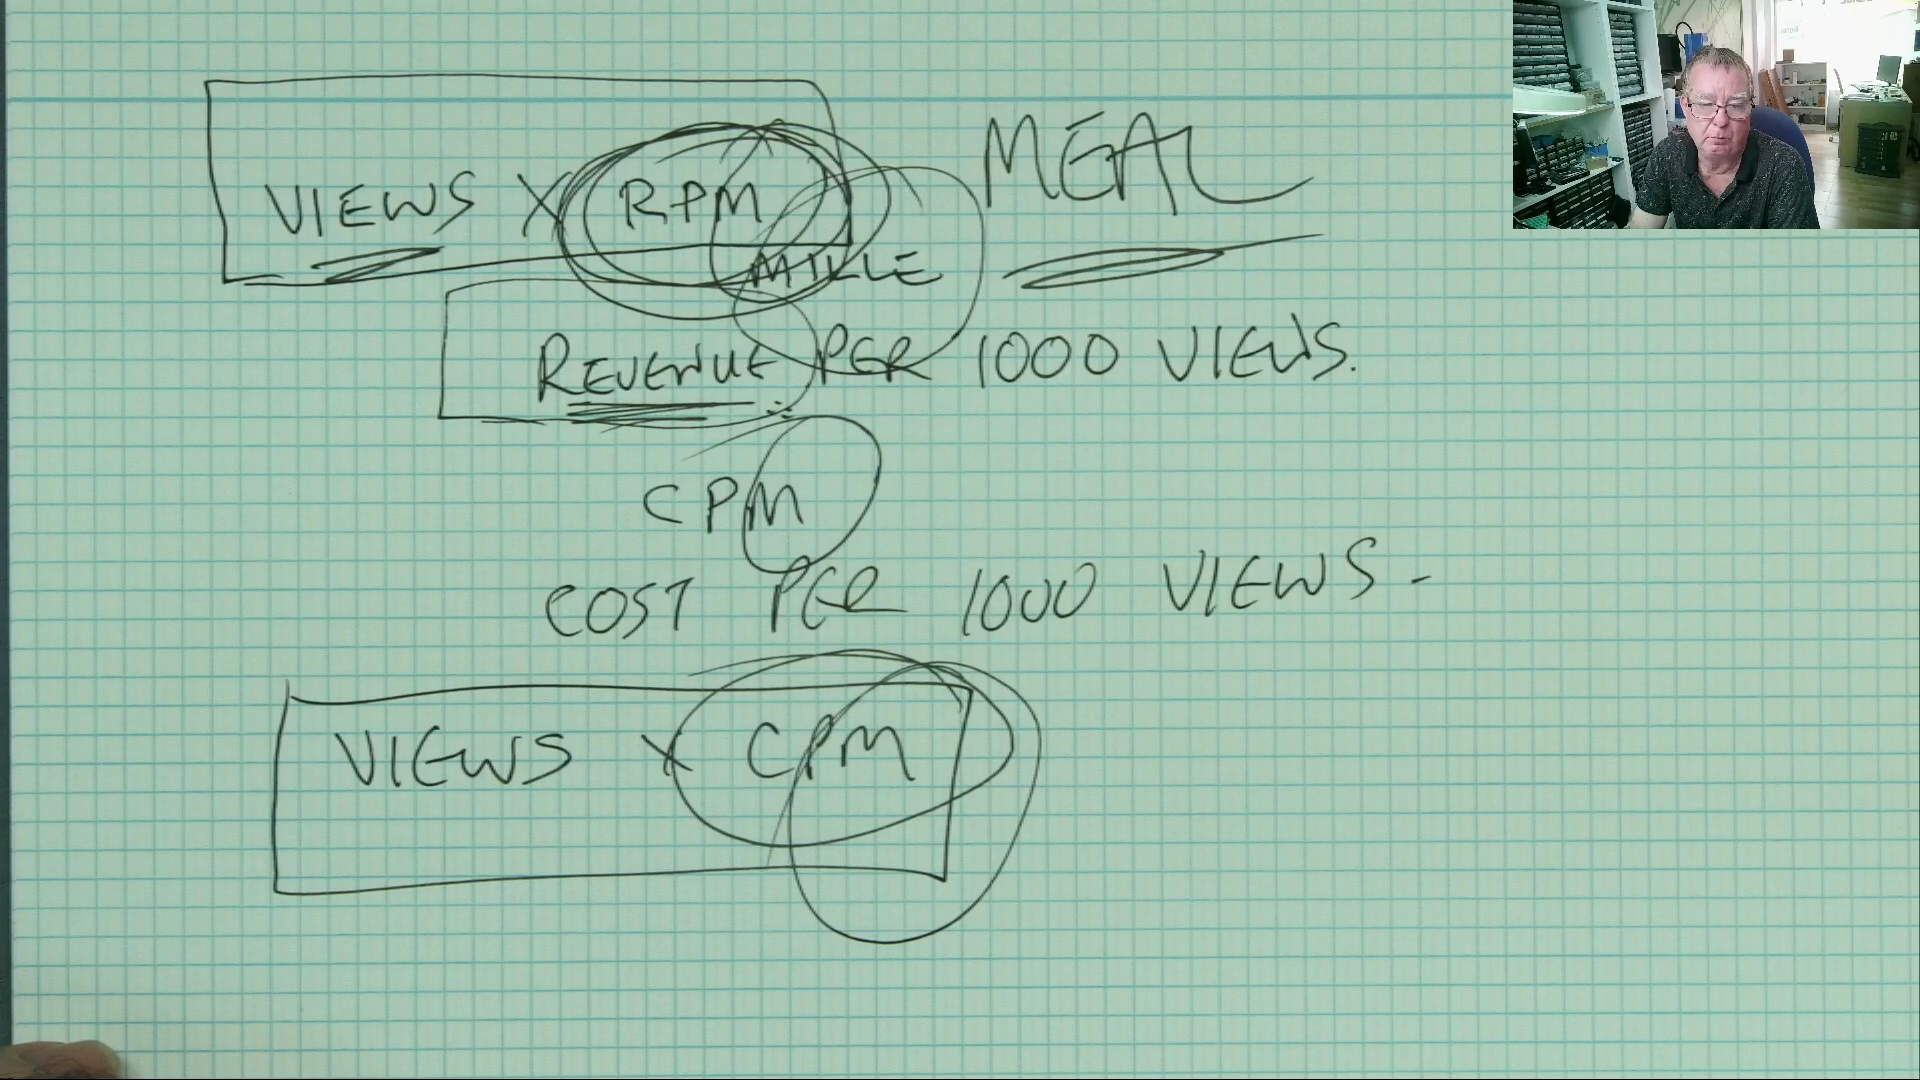 VIEWS X RPM MEAL
MILLE
REVENUE PER 1000 VIEWS.
CPM
COST PER 1000 VIEWS -
VIEWS X CPM